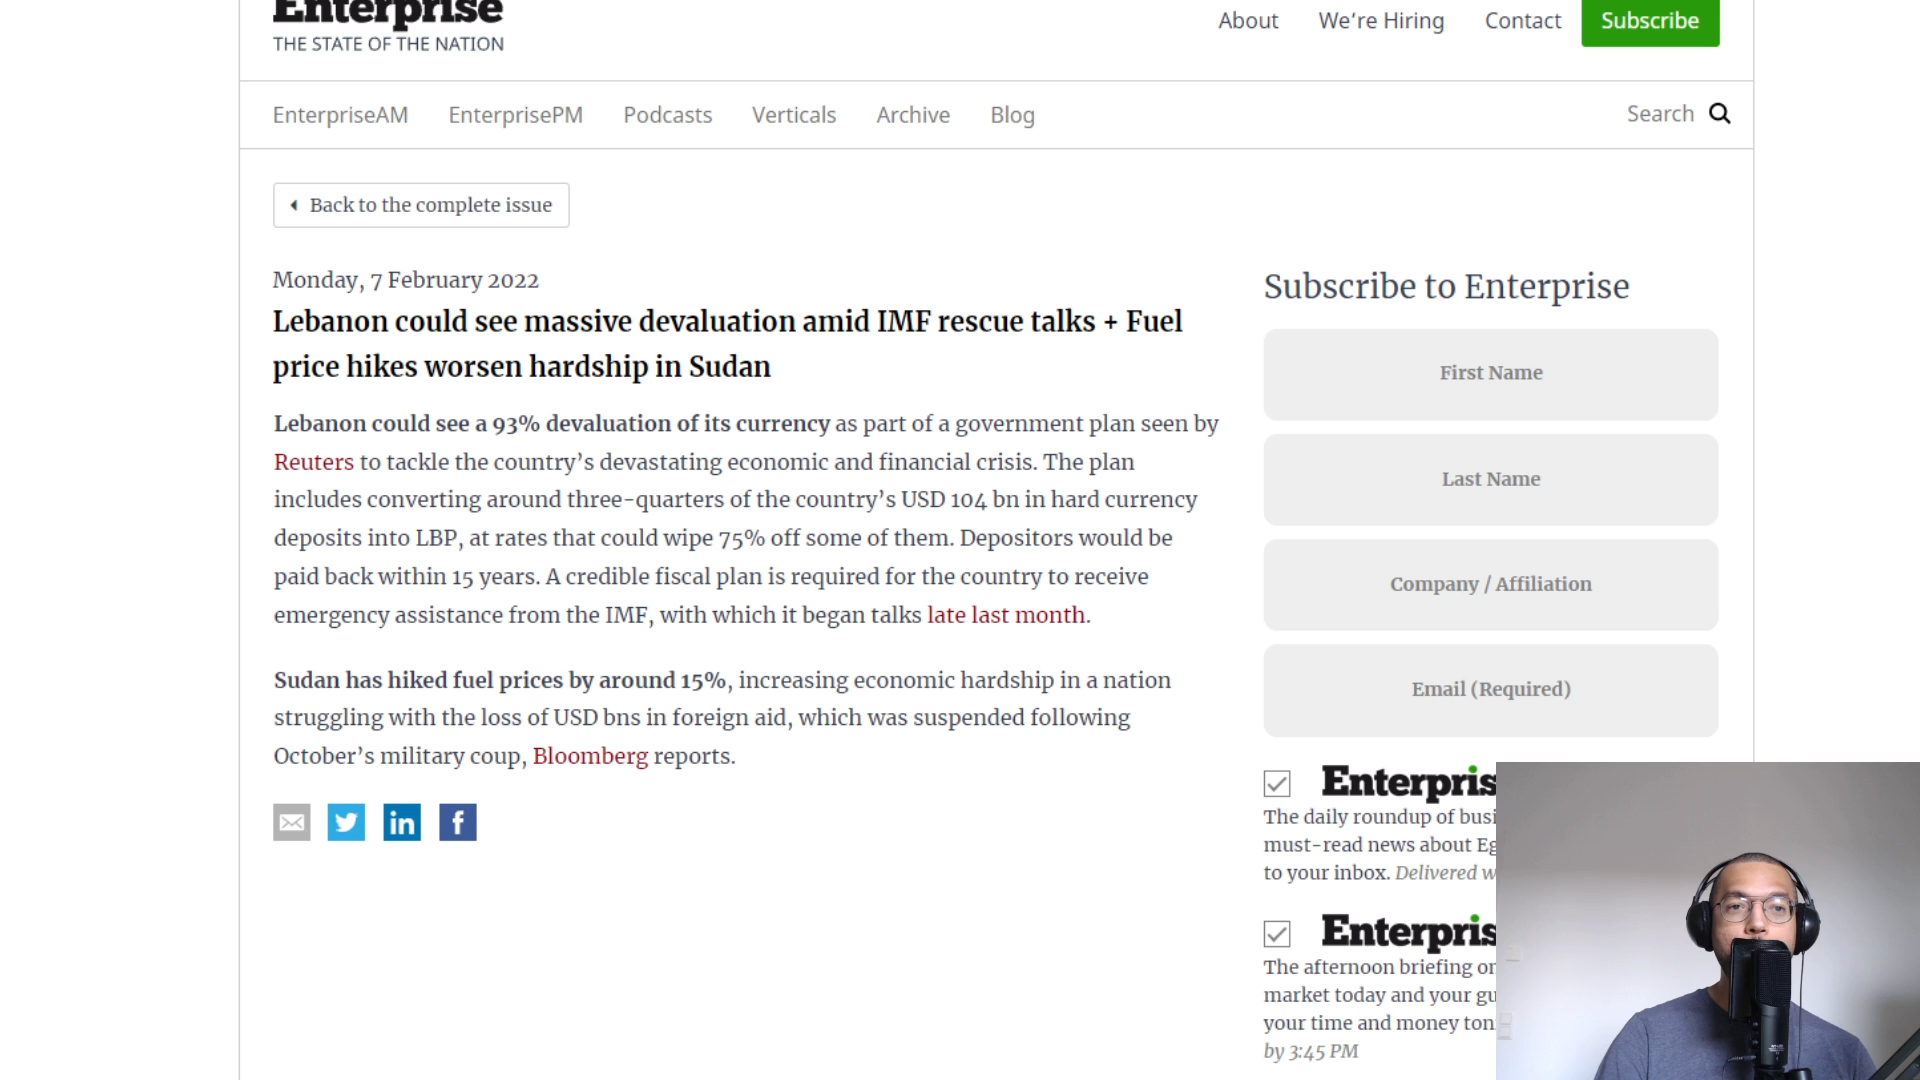 Enterprise
THE STATE OF THE NATION
About We're Hiring Contact Subscribe
EnterpriseAM EnterprisePM Podcasts Verticals Archive Blog Search
Back to the complete issue
Monday, 7 February 2022
Lebanon could see massive devaluation amid IMF rescue talks + Fuel
price hikes worsen hardship in Sudan
Lebanon could see a 93% devaluation of its currency as part of a government plan seen by
Reuters to tackle the country's devastating economic and financial crisis. The plan
includes converting around three-quarters of the country's USD 104 bn in hard currency
deposits into LBP, at rates that could wipe 75% off some of them. Depositors would be
paid back within 15 years. A credible fiscal plan is required for the country to receive
emergency assistance from the IMF, with which it began talks late last month.
Sudan has hiked fuel prices by around 15%, increasing economic hardship in a nation
struggling with the loss of USD bns in foreign aid, which was suspended following
October's military coup, Bloomberg reports.
Subscribe to Enterprise
First Name
Last Name
Company / Affiliation
Email (Required)
Enterpris
The daily roundup of busi
must-read news about Eg
to your inbox. Delivered w
Enterpris
The afternoon briefing on
market today and your gu
your time and money ton
by 3:45 PM